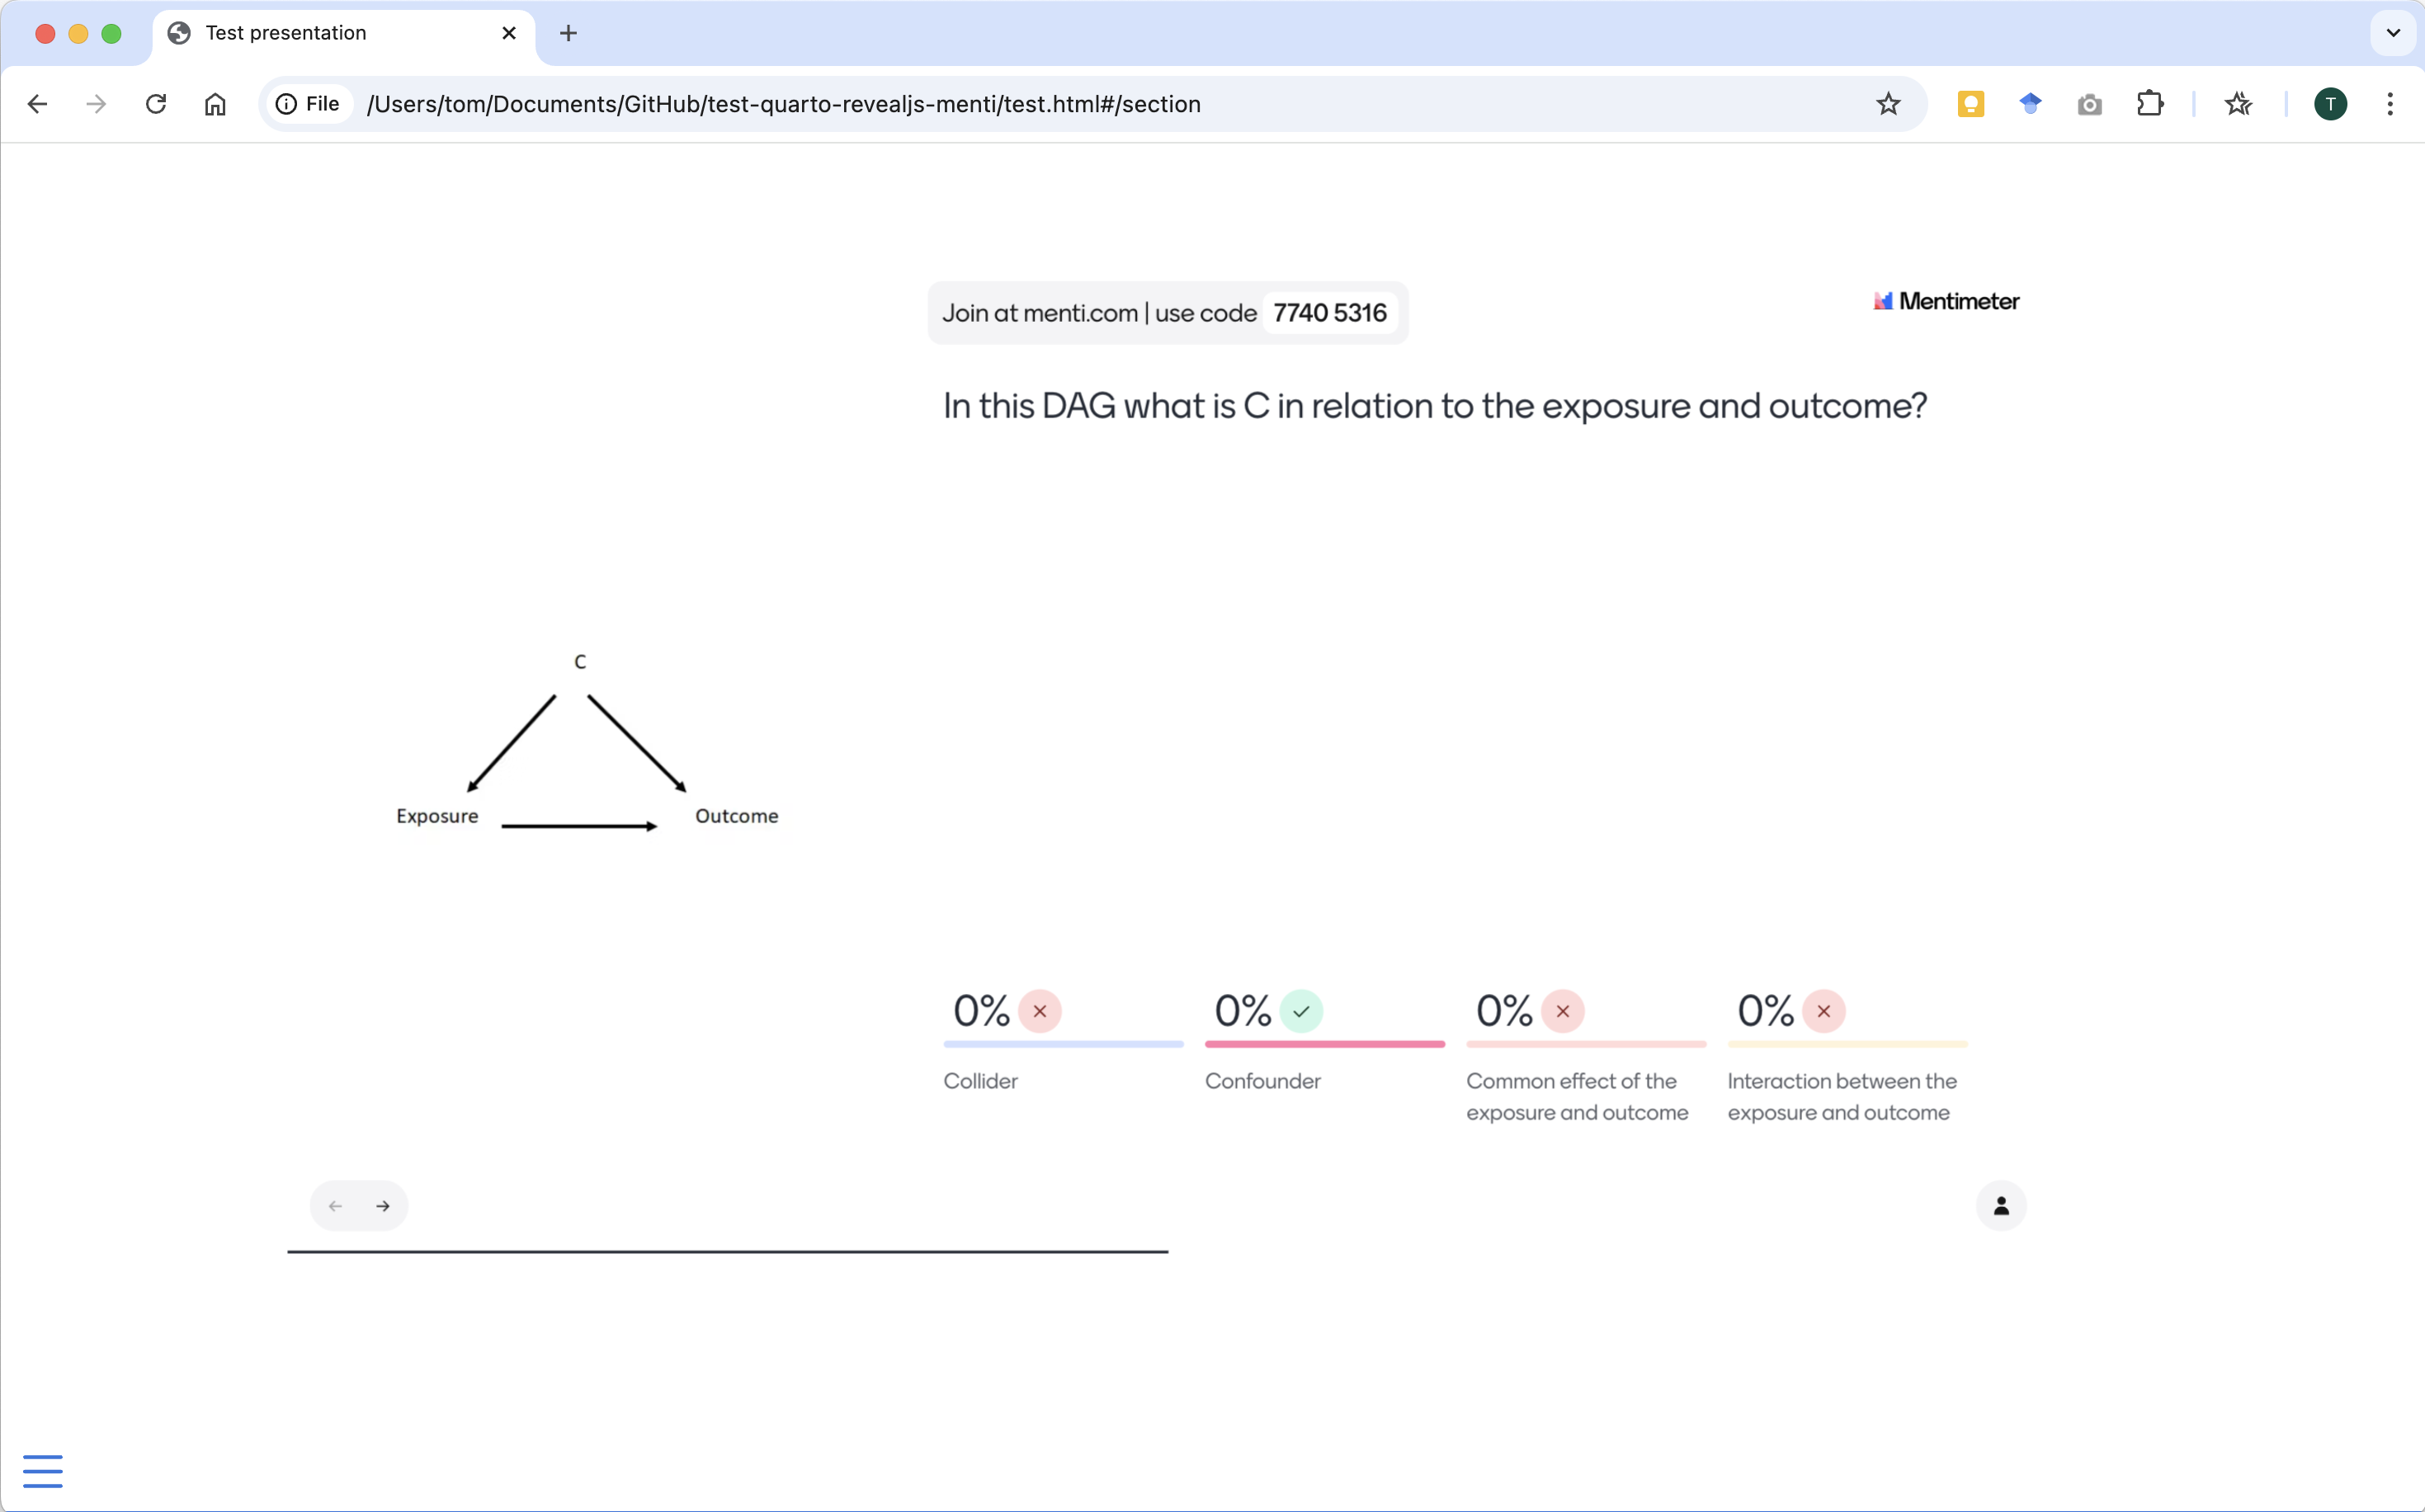 Test presentation
File
/Users/tom/Documents/GitHub/test-quarto-revealjs-menti/test.html#/section
T
Join at menti.com | use code 7740 5316
Mentimeter
In this DAG what is C in relation to the exposure and outcome?
C
Exposure
Outcome
0%
0%
0%
0%
Collider
Confounder
Common effect of the
exposure and outcome
Interaction between the
exposure and outcome